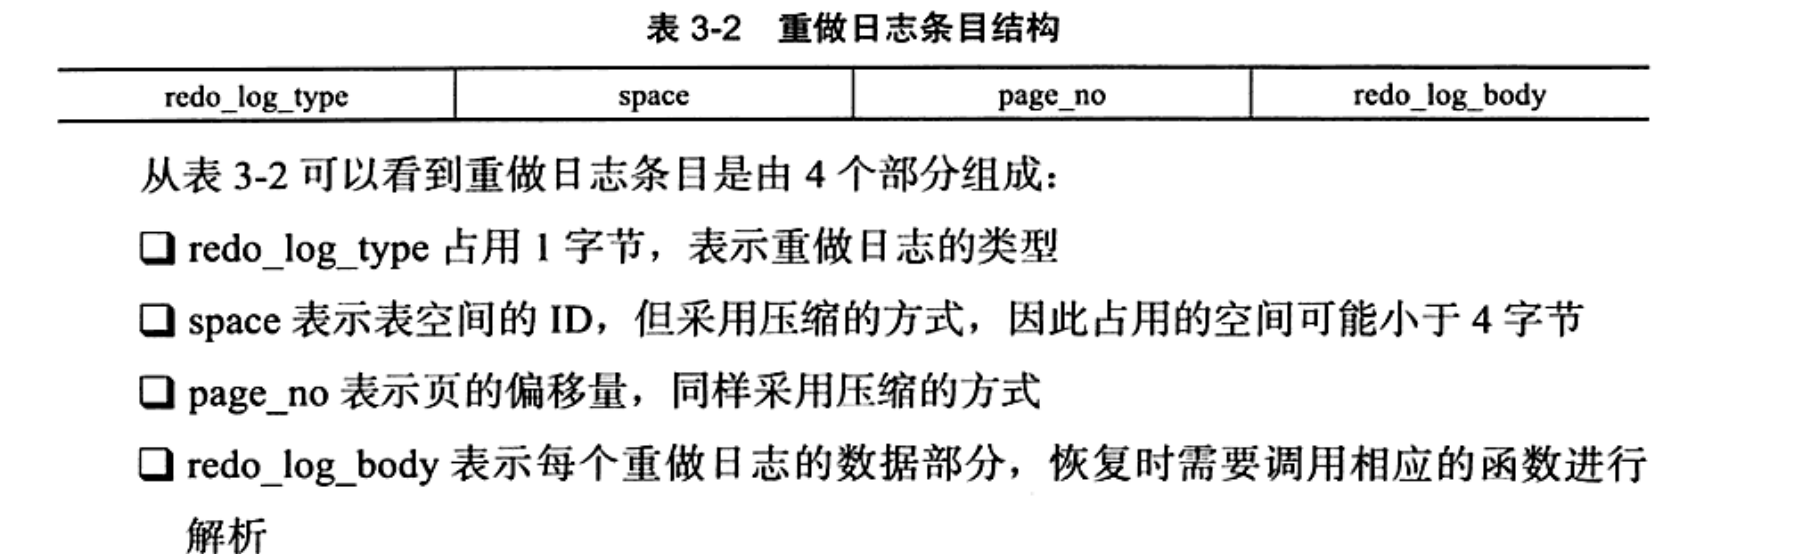 表 3-2 重做日志条目结构
redo_log_type space page_no redo_log_body
从表 3-2 可以看到重做日志条目是由 4 个部分组成：
❑ redo_log_type 占用 1 字节，表示重做日志的类型
❑ space 表示表空间的 ID，但采用压缩的方式，因此占用的空间可能小于 4 字节
❑ page_no 表示页的偏移量，同样采用压缩的方式
❑ redo_log_body 表示每个重做日志的数据部分，恢复时需要调用相应的函数进行
解析